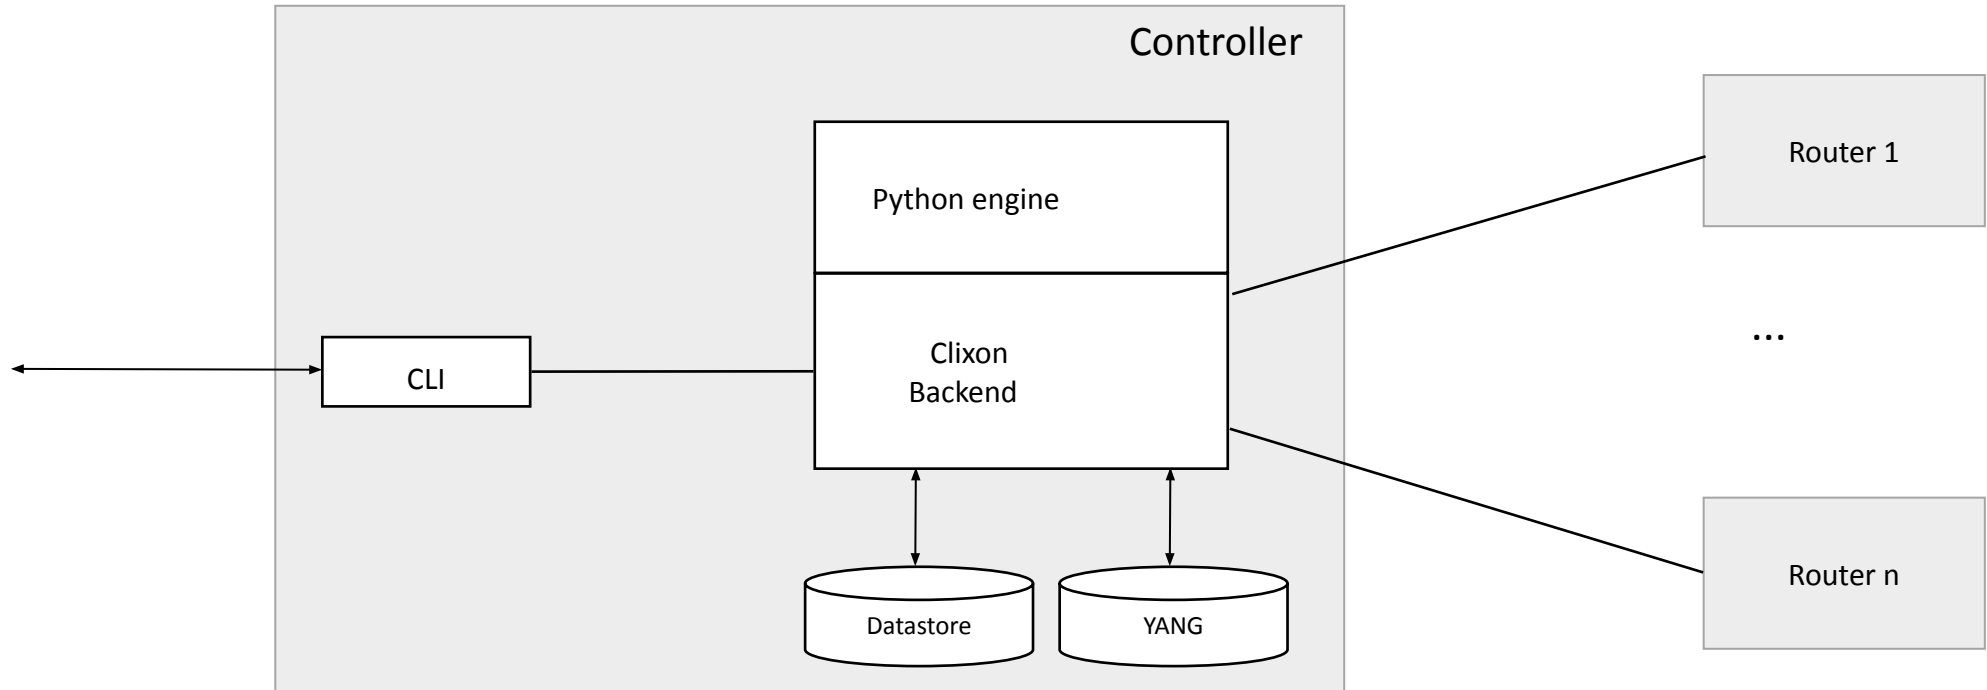 Controller
Router 1
Python engine
...
Clixon
Backend
CLI
Router n
Datastore
YANG